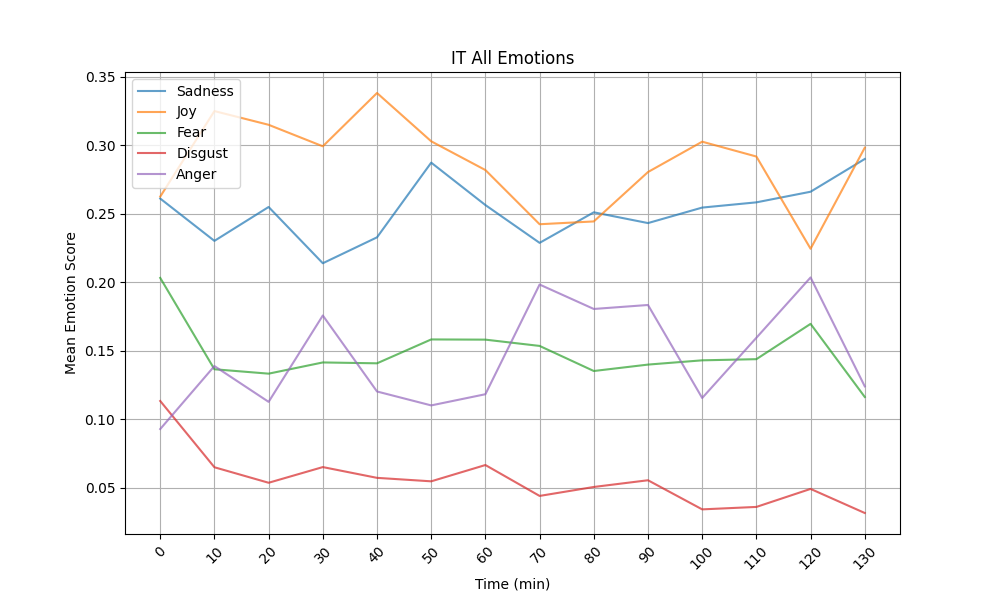 IT All Emotions
Mean Emotion Score
0.35
0.30
0.25
0.20
0.15
0.10
0.05
Sadness
Joy
Fear
Disgust
Anger
0 10 20 30 40 50 60 70 80 90 100 110 120 130
Time (min)